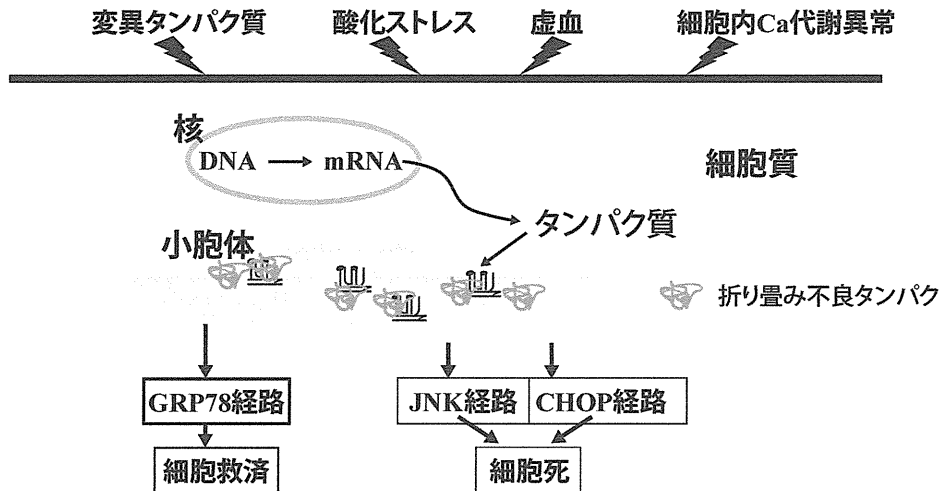 変異タンパク質 酸化ストレス 虚血 細胞内Ca代謝異常
核
DNA mRNA
細胞質
タンパク質
小胞体
折り畳み不良タンパク
GRP78経路 JNK経路 CHOP経路
細胞救済 細胞死